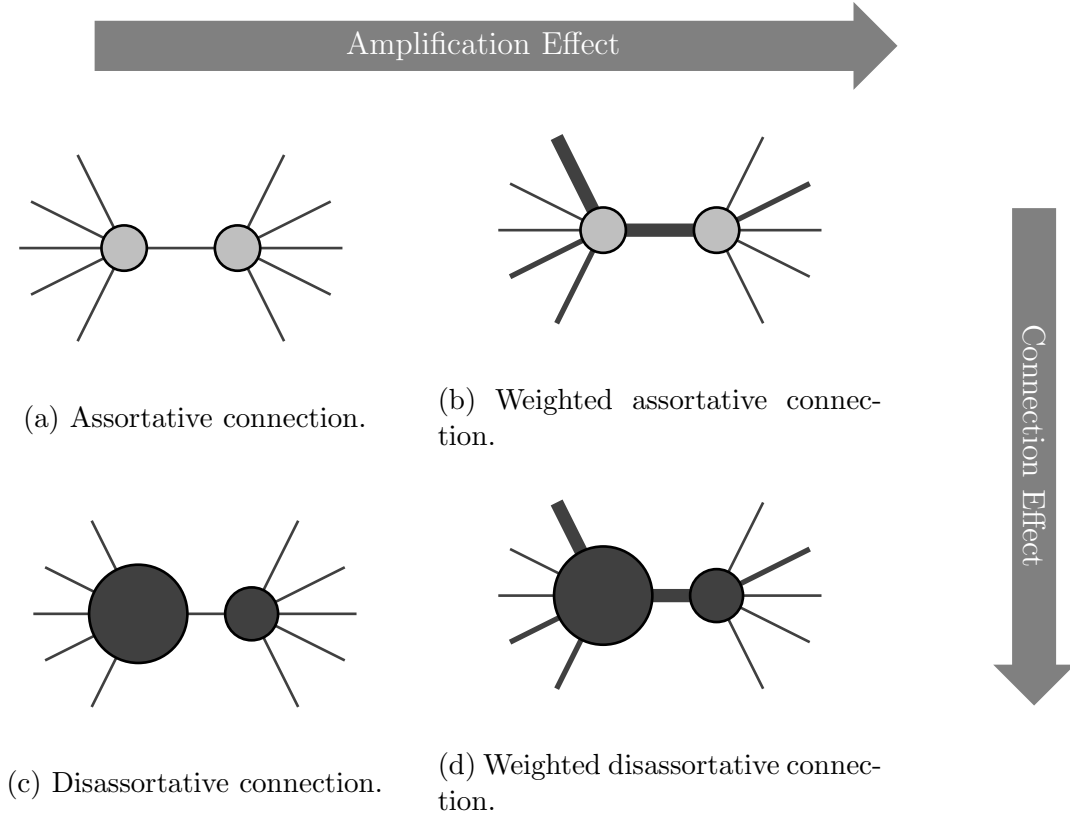 Amplification Effect
(a) Assortative connection.
(b) Weighted assortative connec-
tion.
Connection Effect
(c) Disassortative connection.
(d) Weighted disassortative connec-
tion.